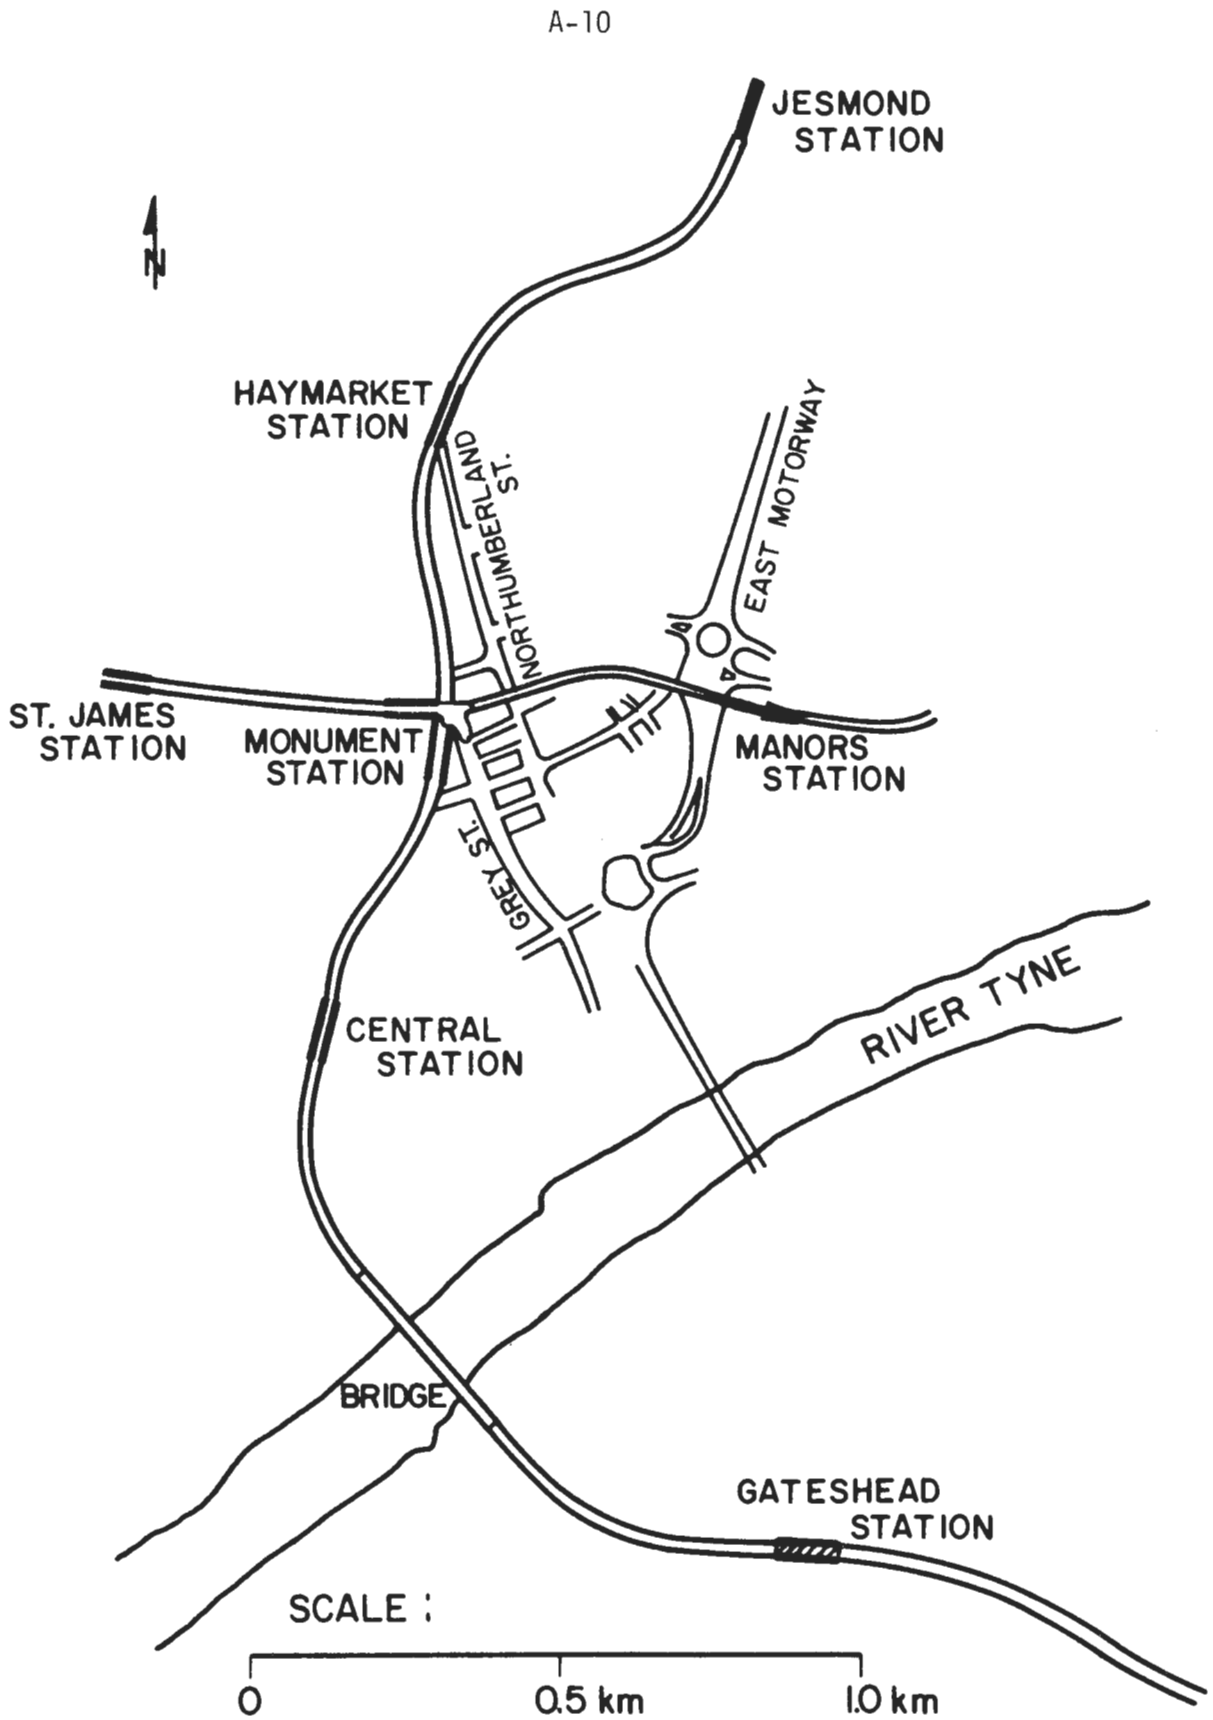 A-10
JESMOND
STATION
N
HAYMARKET
STATION
NORTHUMBERLAND
ST.
EAST MOTORWAY
ST. JAMES
STATION
MONUMENT
STATION
MANORS
STATION
GREY ST.
RIVER TYNE
CENTRAL
STATION
BRIDGE
GATESHEAD
STATION
SCALE :
0
0.5 km
1.0 km